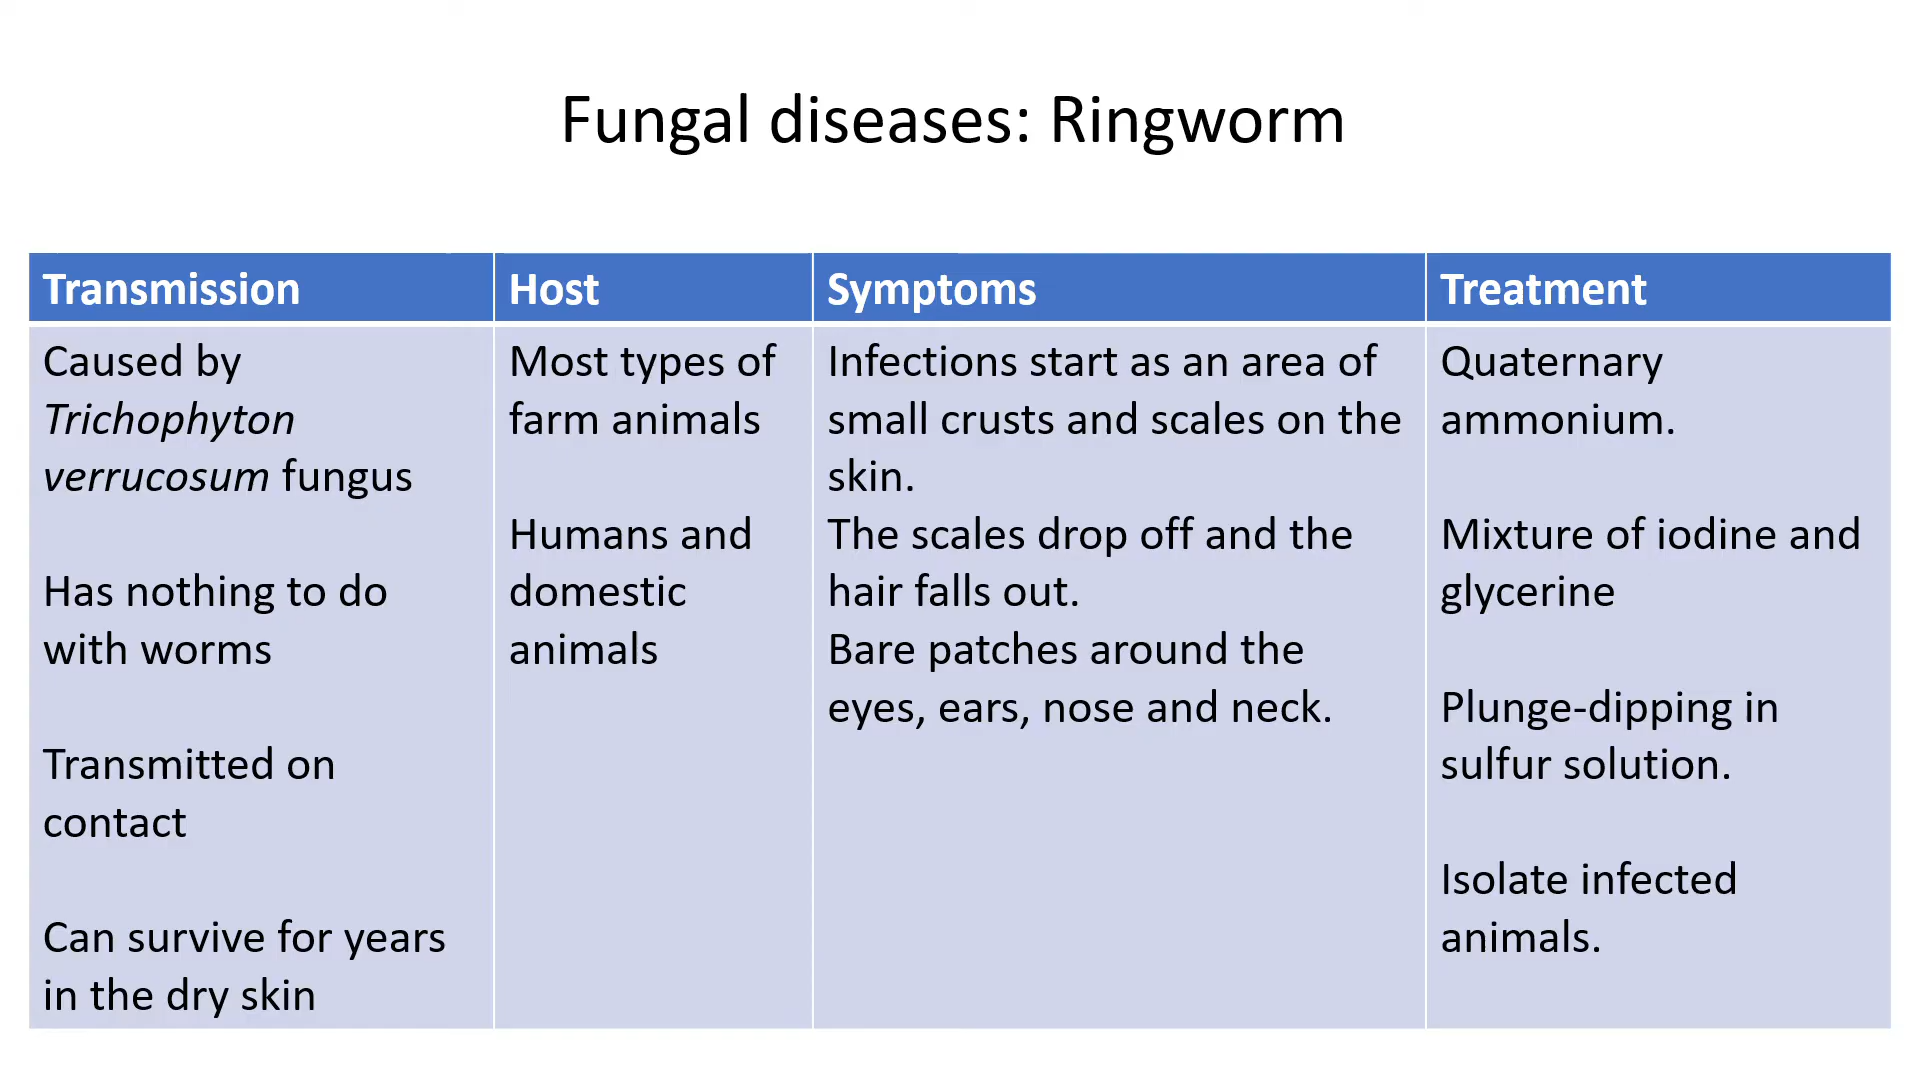 Fungal diseases: Ringworm
Transmission
Host
Symptoms
Treatment
Caused by
Trichophyton
verrucosum fungus
Has nothing to do
with worms
Transmitted on
contact
Can survive for years
in the dry skin
Most types of
farm animals
Humans and
domestic
animals
Infections start as an area of
small crusts and scales on the
skin.
The scales drop off and the
hair falls out.
Bare patches around the
eyes, ears, nose and neck.
Quaternary
ammonium.
Mixture of iodine and
glycerine
Plunge-dipping in
sulfur solution.
Isolate infected
animals.